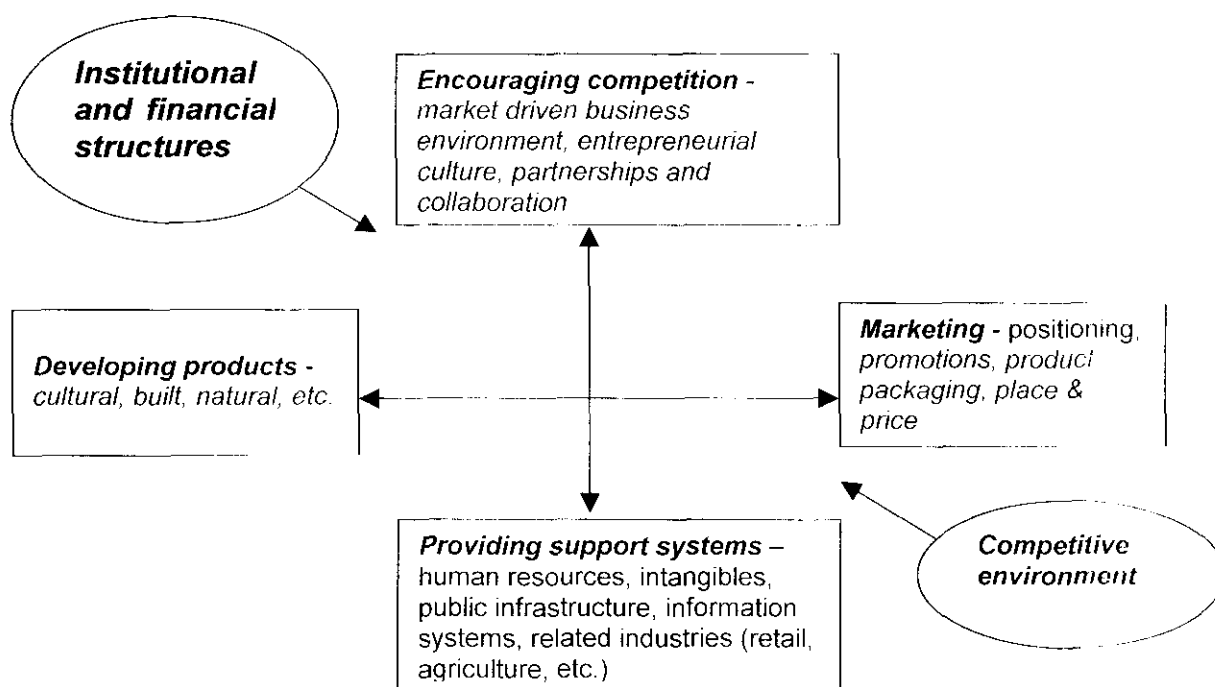 Institutional
and financial
structures
Encouraging competition -
market driven business
environment, entrepreneurial
culture, partnerships and
collaboration
Developing products -
cultural, built, natural, etc.
Marketing - positioning,
promotions, product
packaging, place &
price
Providing support systems –
human resources, intangibles,
public infrastructure, information
systems, related industries (retail,
agriculture, etc.)
Competitive
environment